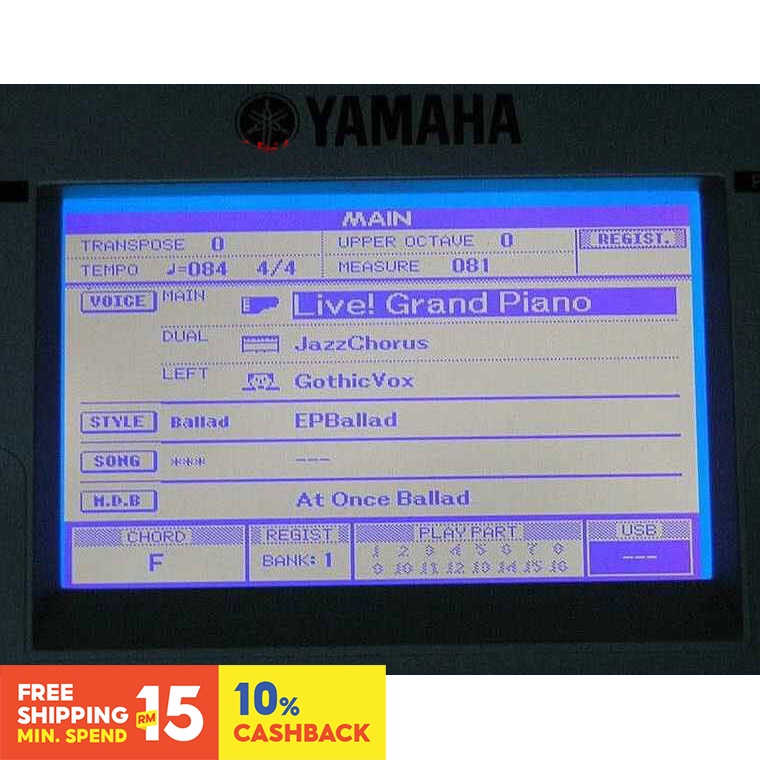 YAMAHA
MAIN
TRANSPOSE 0 UPPER OCTAVE 0 REGIST.
TEMPO ♩=084 4/4 MEASURE 081
VOICE MAIN Live! Grand Piano
DUAL JazzChorus
LEFT GothicVox
STYLE Ballad EPBallad
SONG *** ---
M.D.B At Once Ballad
CHORD REGIST PLAY PART USB
F BANK: 1 1 2 3 4 5 6 7 8 ---
9 10 11 12 13 14 15 16
FREE SHIPPING MIN. SPEND RM 15
10% CASHBACK